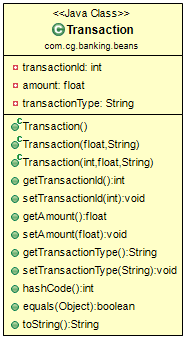 <<Java Class>>
Transaction
com.cg.banking.beans
transactionId: int
amount: float
transactionType: String
Transaction()
Transaction(float,String)
Transaction(int,float,String)
getTransactionId():int
setTransactionId(int):void
getAmount():float
setAmount(float):void
getTransactionType():String
setTransactionType(String):void
hashCode():int
equals(Object):boolean
toString():String